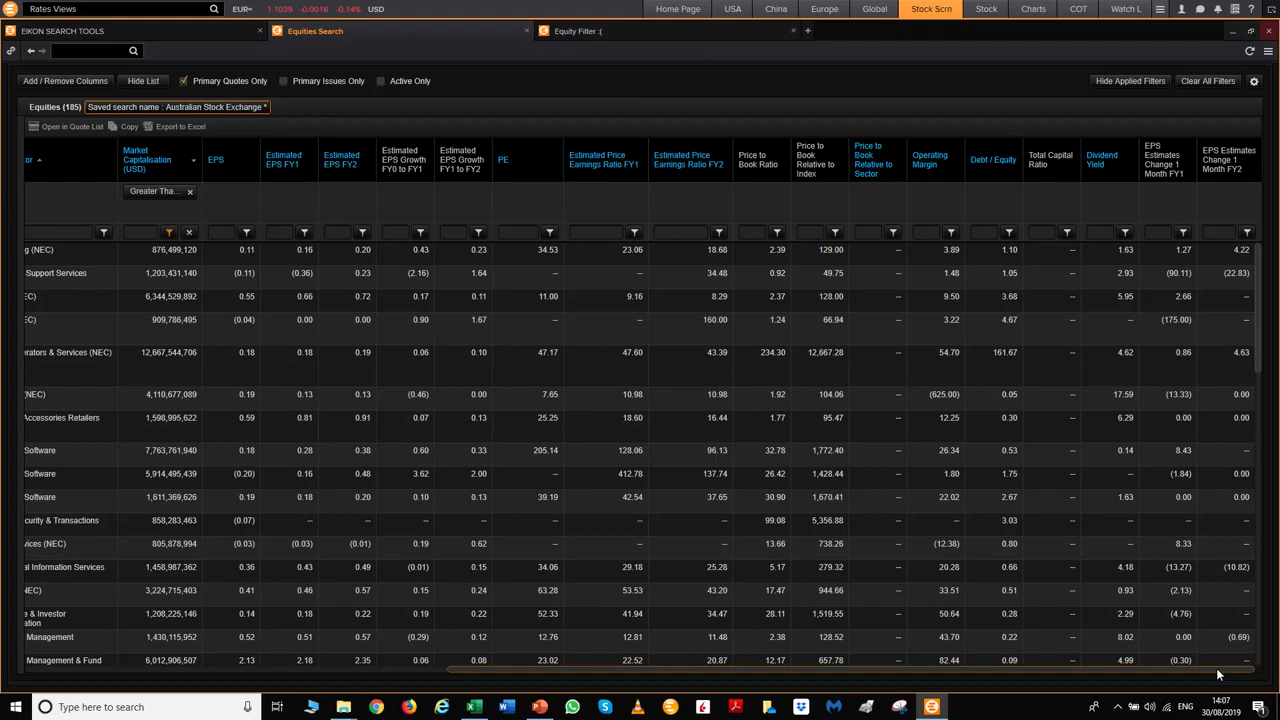 Rates Views EUR= 1.1039 -0.0016 -0.14% USD Home Page USA China Europe Global Stock Scrn Stock Charts COT Watch L
EIKON SEARCH TOOLS × Equities Search × Equity Filter :( × +
Add / Remove Columns Hide List Primary Quotes Only Primary Issues Only Active Only Hide Applied Filters Clear All Filters
Equities (185) Saved search name : Australian Stock Exchange *
Open in Quote List Copy Export to Excel
or Market Capitalisation (USD) EPS Estimated EPS FY1 Estimated EPS FY2 Estimated EPS Growth FY0 to FY1 Estimated EPS Growth FY1 to FY2 PE Estimated Price Earnings Ratio FY1 Estimated Price Earnings Ratio FY2 Price to Book Ratio Price to Book Relative to Index Price to Book Relative to Sector Operating Margin Debt / Equity Total Capital Ratio Dividend Yield EPS Estimates Change 1 Month FY1 EPS Estimates Change 1 Month FY2
Greater Tha... ×
g (NEC) 876,499,120 0.11 0.16 0.20 0.43 0.23 34.53 23.06 18.68 2.39 129.00 -- 3.89 1.10 -- 1.63 1.27 4.22
Support Services 1,203,431,140 (0.11) (0.36) 0.23 (2.16) 1.64 -- -- 34.48 0.92 49.75 -- 1.48 1.05 -- 2.93 (90.11) (22.83)
EC) 6,344,529,892 0.55 0.66 0.72 0.17 0.11 11.00 9.16 8.29 2.37 128.00 -- 9.50 3.68 -- 5.95 2.66 --
EC) 909,786,495 (0.04) 0.00 0.00 0.90 1.67 -- -- 160.00 1.24 66.94 -- 3.22 4.67 -- -- (175.00) --
erators & Services (NEC) 12,667,544,706 0.18 0.18 0.19 0.06 0.10 47.17 47.60 43.39 234.30 12,667.28 -- 54.70 161.67 -- 4.62 0.86 4.63
NEC) 4,110,677,089 0.19 0.13 0.13 (0.46) 0.00 7.65 10.98 10.98 1.92 104.06 -- (625.00) 0.05 -- 17.59 (13.33) 0.00
Accessories Retailers 1,598,995,622 0.59 0.81 0.91 0.07 0.13 25.25 18.60 16.44 1.77 95.47 -- 12.25 0.30 -- 6.29 0.00 0.00
Software 7,763,761,940 0.18 0.28 0.38 0.60 0.33 205.14 128.06 96.13 32.78 1,772.40 -- 26.34 0.53 -- 0.14 8.43 --
Software 5,914,495,439 (0.20) 0.16 0.48 3.62 2.00 -- 412.78 137.74 26.42 1,428.44 -- 1.80 1.75 -- -- (1.84) 0.00
Software 1,611,369,626 0.19 0.18 0.20 0.10 0.13 39.19 42.54 37.65 30.90 1,670.41 -- 22.02 2.67 -- 1.63 0.00 0.00
curity & Transactions 858,283,463 (0.07) -- -- -- -- -- -- -- 99.08 5,356.88 -- -- 3.03 -- -- -- --
vices (NEC) 805,878,994 (0.03) (0.03) (0.01) 0.19 0.62 -- -- -- 13.66 738.26 -- (12.38) 0.80 -- -- 8.33 --
al Information Services 1,458,987,362 0.36 0.43 0.49 (0.01) 0.15 34.06 29.18 25.28 5.17 279.32 -- 20.28 0.66 -- 4.18 (13.27) (10.82)
NEC) 3,224,715,403 0.41 0.46 0.57 0.15 0.24 63.28 53.53 43.20 17.47 944.66 -- 33.51 0.51 -- 0.93 (2.13) --
e & Investor ation 1,208,225,146 0.14 0.18 0.22 0.19 0.22 52.33 41.94 34.47 28.11 1,519.55 -- 50.64 0.28 -- 2.29 (4.76) --
Management 1,430,115,952 0.52 0.51 0.57 (0.29) 0.12 12.76 12.81 11.48 2.38 128.52 -- 43.70 0.22 -- 8.02 0.00 (0.69)
Management & Fund 6,012,906,507 2.13 2.18 2.35 0.06 0.08 23.02 22.52 20.87 12.17 657.78 -- 82.44 0.09 -- 4.99 (0.30) --
Type here to search ENG 14:07
30/08/2019